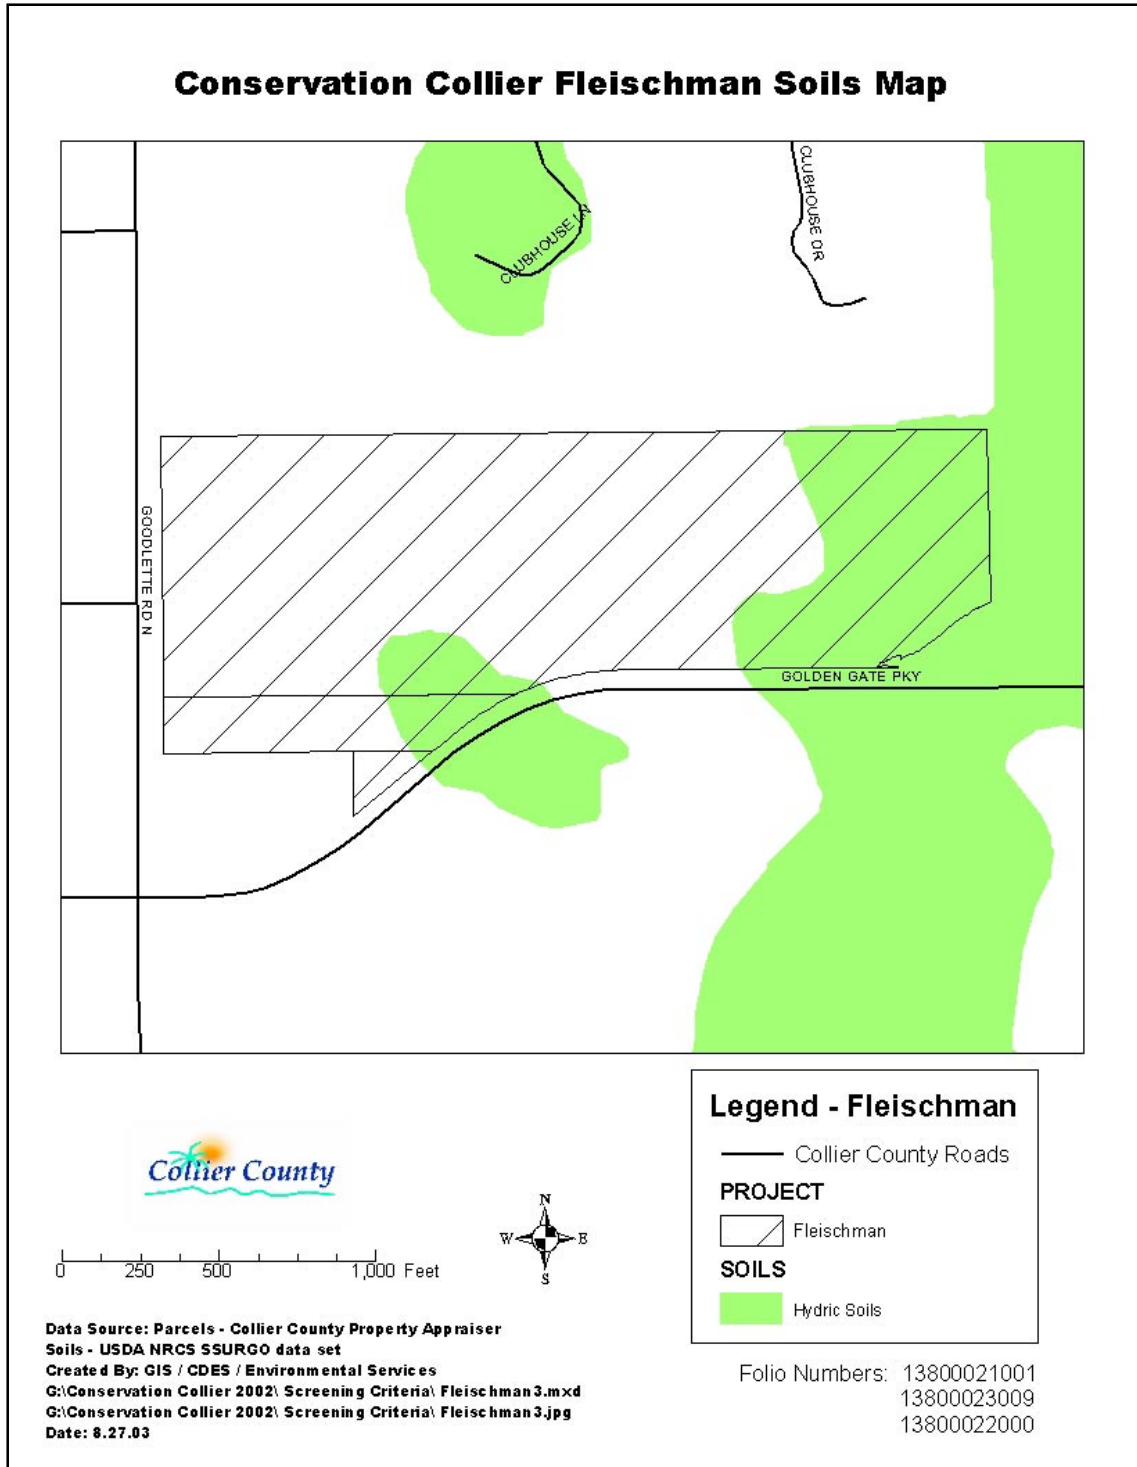 Conservation Collier Fleischman Soils Map
CLUBHOUSE LN
CLUBHOUSE DR
GOODLETTE RD N
GOLDEN GATE PKY
Legend - Fleischman
Collier County Roads
PROJECT
Fleischman
SOILS
Hydric Soils
Collier County
N
W E
S
0 250 500 1,000 Feet
Data Source: Parcels - Collier County Property Appraiser
Soils - USDA NRCS SSURGO data set
Created By: GIS / CDES / Environmental Services
G:\Conservation Collier 2002\ Screening Criteria\ Fleischman3.mxd
G:\Conservation Collier 2002\ Screening Criteria\ Fleischman3.jpg
Date: 8.27.03
Folio Numbers: 13800021001
13800023009
13800022000